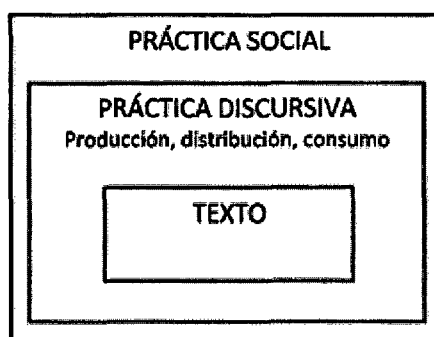 PRÁCTICA SOCIAL
PRÁCTICA DISCURSIVA
Producción, distribución, consumo
TEXTO